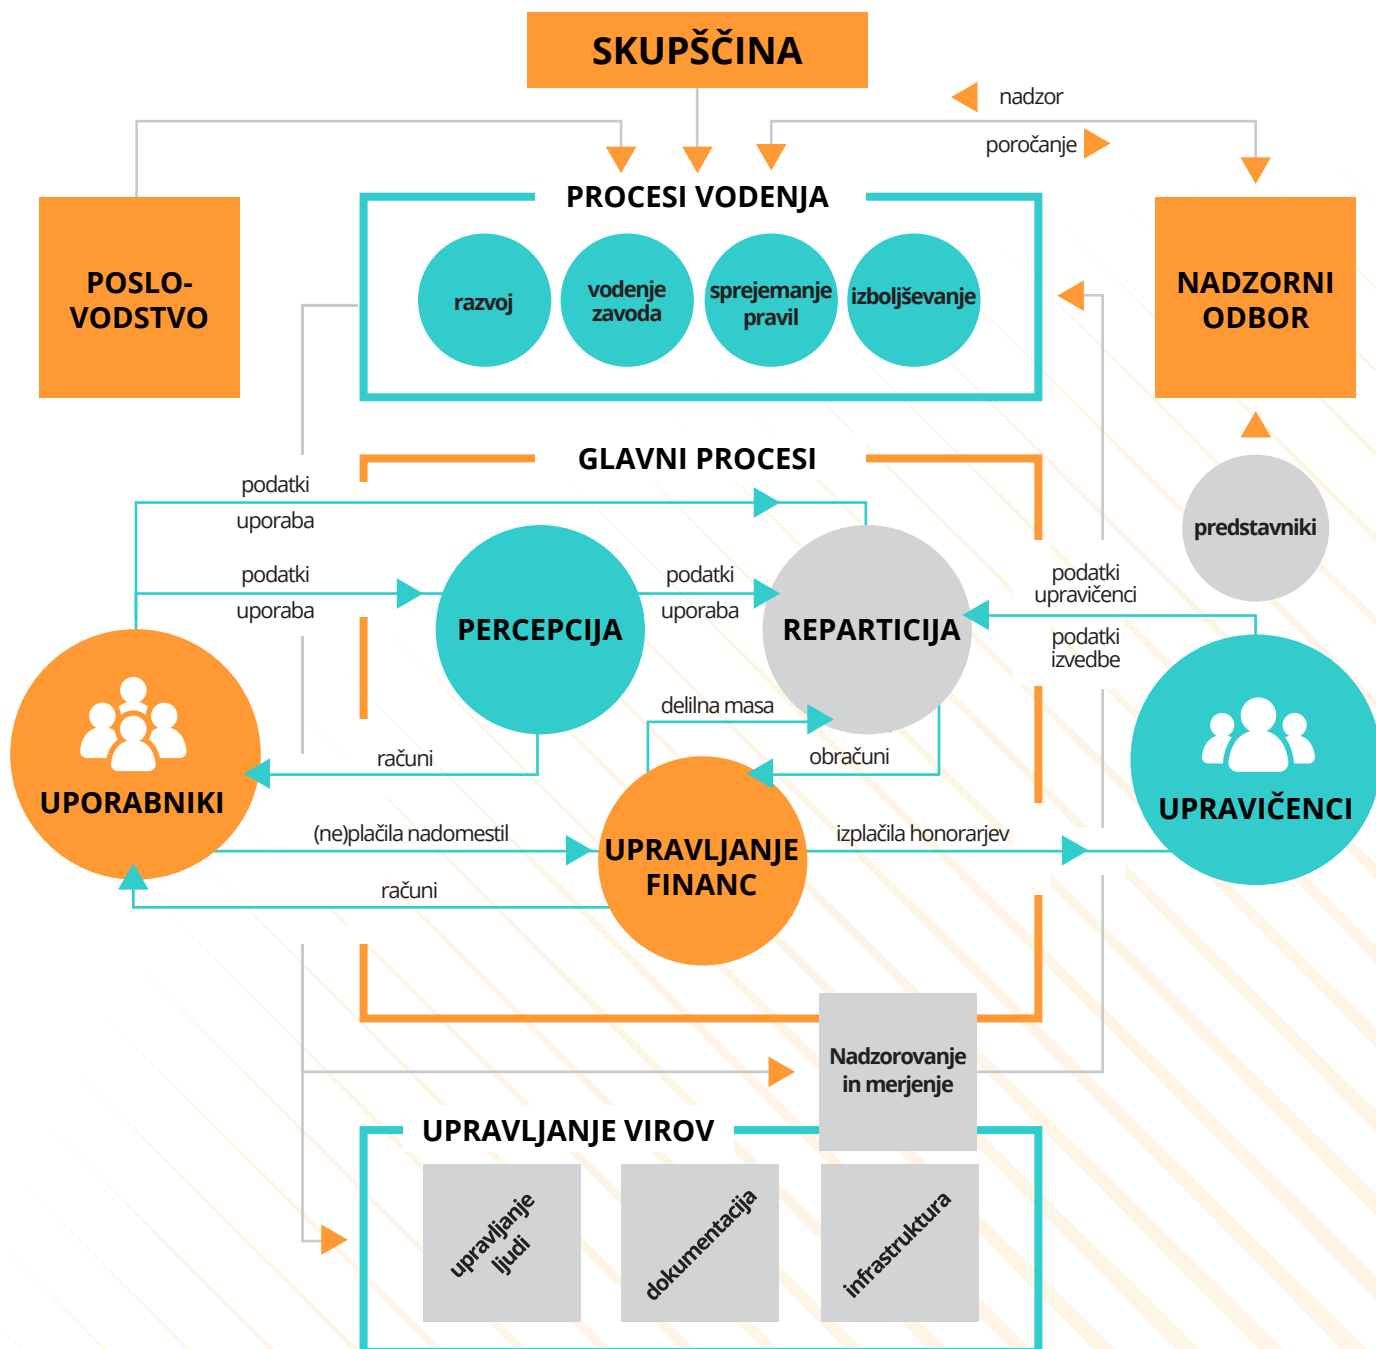 SKUPŠČINA
nadzor
poročanje
PROCESI VODENJA
POSLO-
VODSTVO
razvoj
vodenje
zavoda
sprejemanje
pravil
izboljševanje
NADZORNI
ODBOR
GLAVNI PROCESI
podatki
uporaba
podatki
uporaba
PERCEPCIJA
podatki
uporaba
REPARTICIJA
podatki
upravičenci
podatki
izvedbe
predstavniki
delilna masa
računi
obračuni
UPORABNIKI
UPRAVIČENCI
(ne)plačila nadomestil
UPRAVLJANJE
FINANC
izplačila honorarjev
računi
Nadzorovanje
in merjenje
UPRAVLJANJE VIROV
upravljanje
ljudi
dokumentacija
infrastruktura